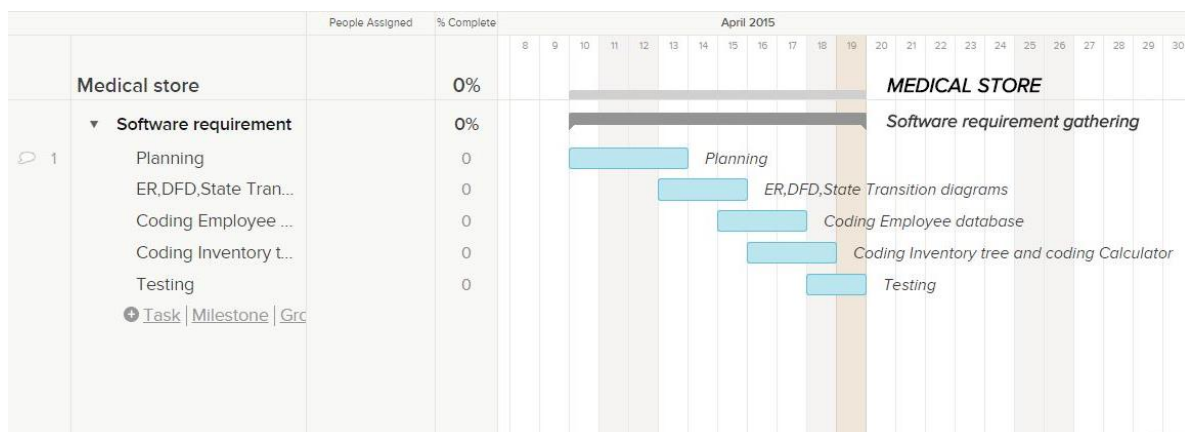 People Assigned % Complete April 2015
8 9 10 11 12 13 14 15 16 17 18 19 20 21 22 23 24 25 26 27 28 29 30
Medical store 0% MEDICAL STORE
Software requirement 0% Software requirement gathering
1 Planning 0 Planning
ER,DFD,State Tran... 0 ER,DFD,State Transition diagrams
Coding Employee ... 0 Coding Employee database
Coding Inventory t... 0 Coding Inventory tree and coding Calculator
Testing 0 Testing
Task | Milestone | Grc